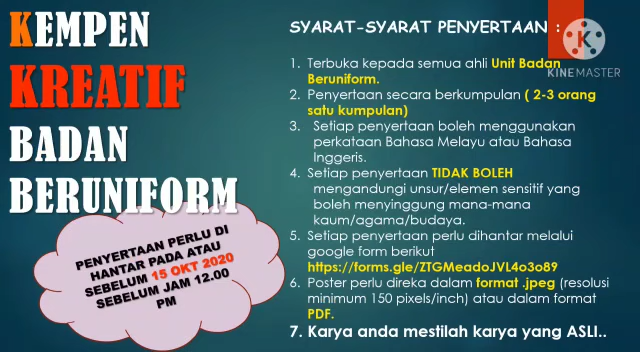 KEMPEN
KREATIF
BADAN
BERUNIFORM
PENYERTAAN PERLU DI
HANTAR PADA ATAU
SEBELUM 15 OKT 2020
SEBELUM JAM 12.00
PM
SYARAT-SYARAT PENYERTAAN :
1. Terbuka kepada semua ahli Unit Badan
Beruniform.
2. Penyertaan secara berkumpulan ( 2-3 orang
satu kumpulan)
3. Setiap penyertaan boleh menggunakan
perkataan Bahasa Melayu atau Bahasa
Inggeris.
4. Setiap penyertaan TIDAK BOLEH
mengandungi unsur/elemen sensitif yang
boleh menyinggung mana-mana
kaum/agama/budaya.
5. Setiap penyertaan perlu dihantar melalui
google form berikut
https://forms.gle/ZTGMeadoJVL4o3o89
6. Poster perlu direka dalam format .jpeg (resolusi
minimum 150 pixels/inch) atau dalam format
PDF.
7. Karya anda mestilah karya yang ASLI..
KINEMASTER